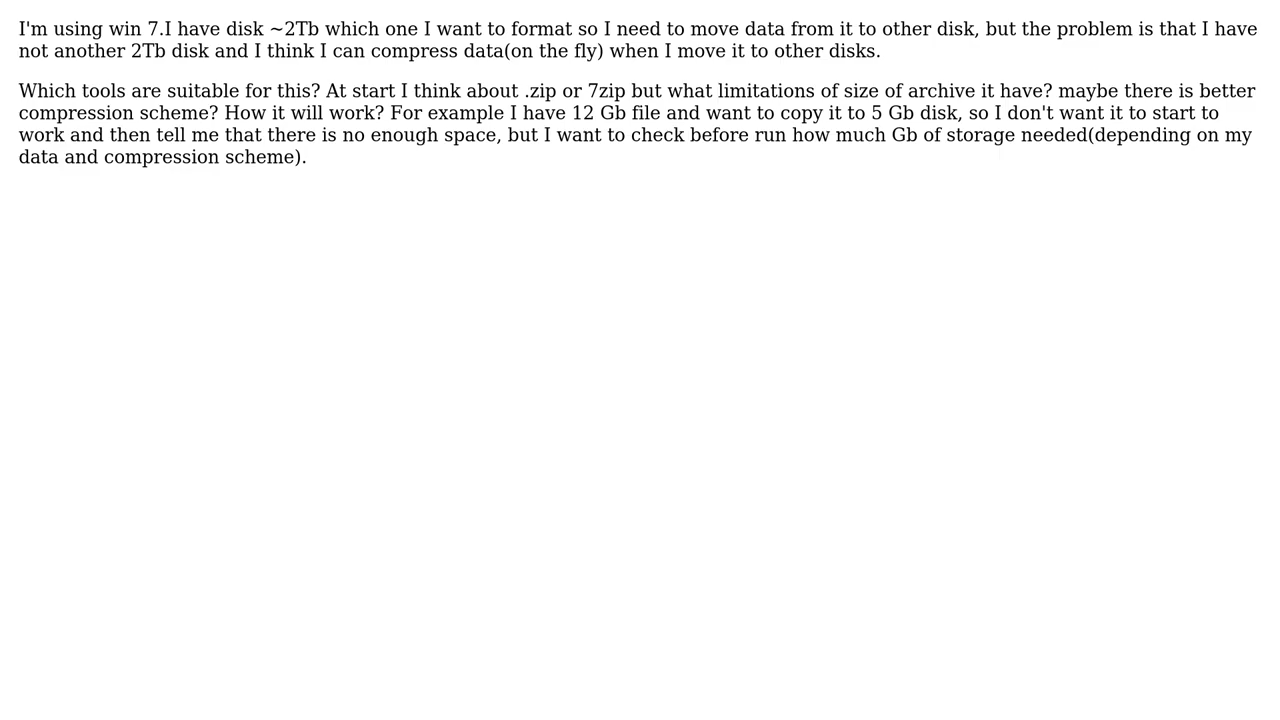 I'm using win 7.I have disk ~2Tb which one I want to format so I need to move data from it to other disk, but the problem is that I have
not another 2Tb disk and I think I can compress data(on the fly) when I move it to other disks.
Which tools are suitable for this? At start I think about .zip or 7zip but what limitations of size of archive it have? maybe there is better
compression scheme? How it will work? For example I have 12 Gb file and want to copy it to 5 Gb disk, so I don't want it to start to
work and then tell me that there is no enough space, but I want to check before run how much Gb of storage needed(depending on my
data and compression scheme).